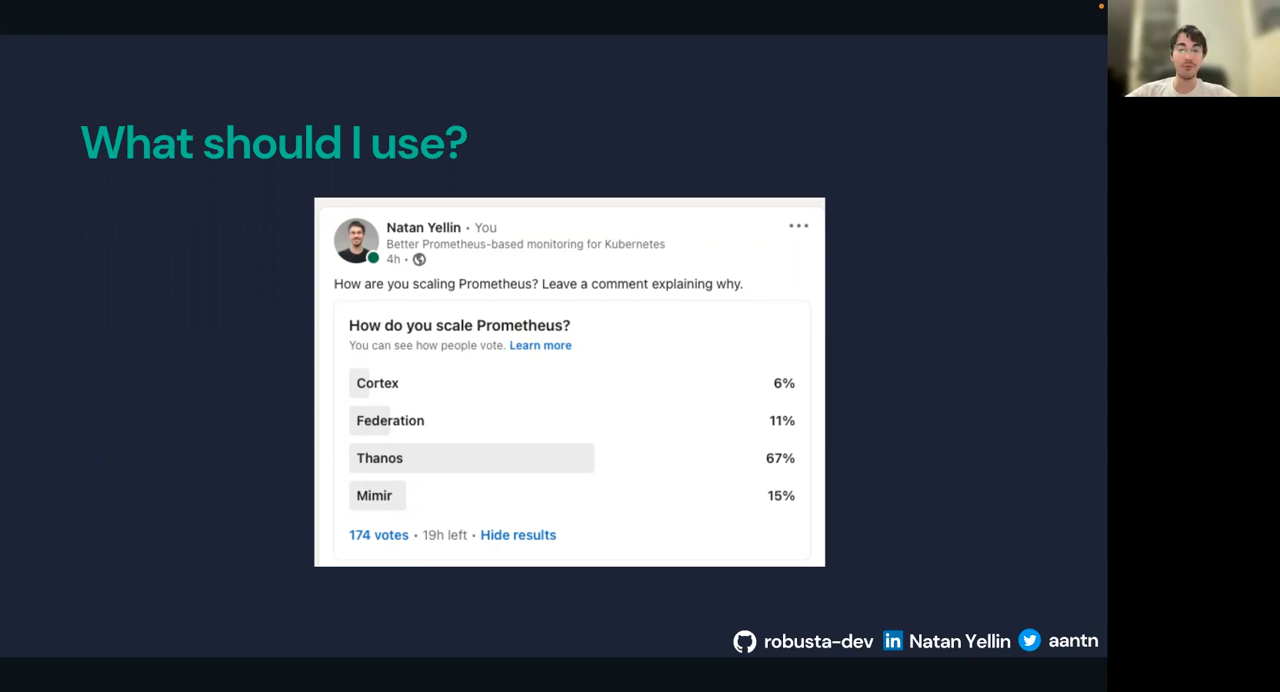 What should I use?
Natan Yellin • You
Better Prometheus-based monitoring for Kubernetes
4h •
How are you scaling Prometheus? Leave a comment explaining why.
How do you scale Prometheus?
You can see how people vote. Learn more
Cortex 6%
Federation 11%
Thanos 67%
Mimir 15%
174 votes • 19h left • Hide results
robusta-dev in Natan Yellin aantn